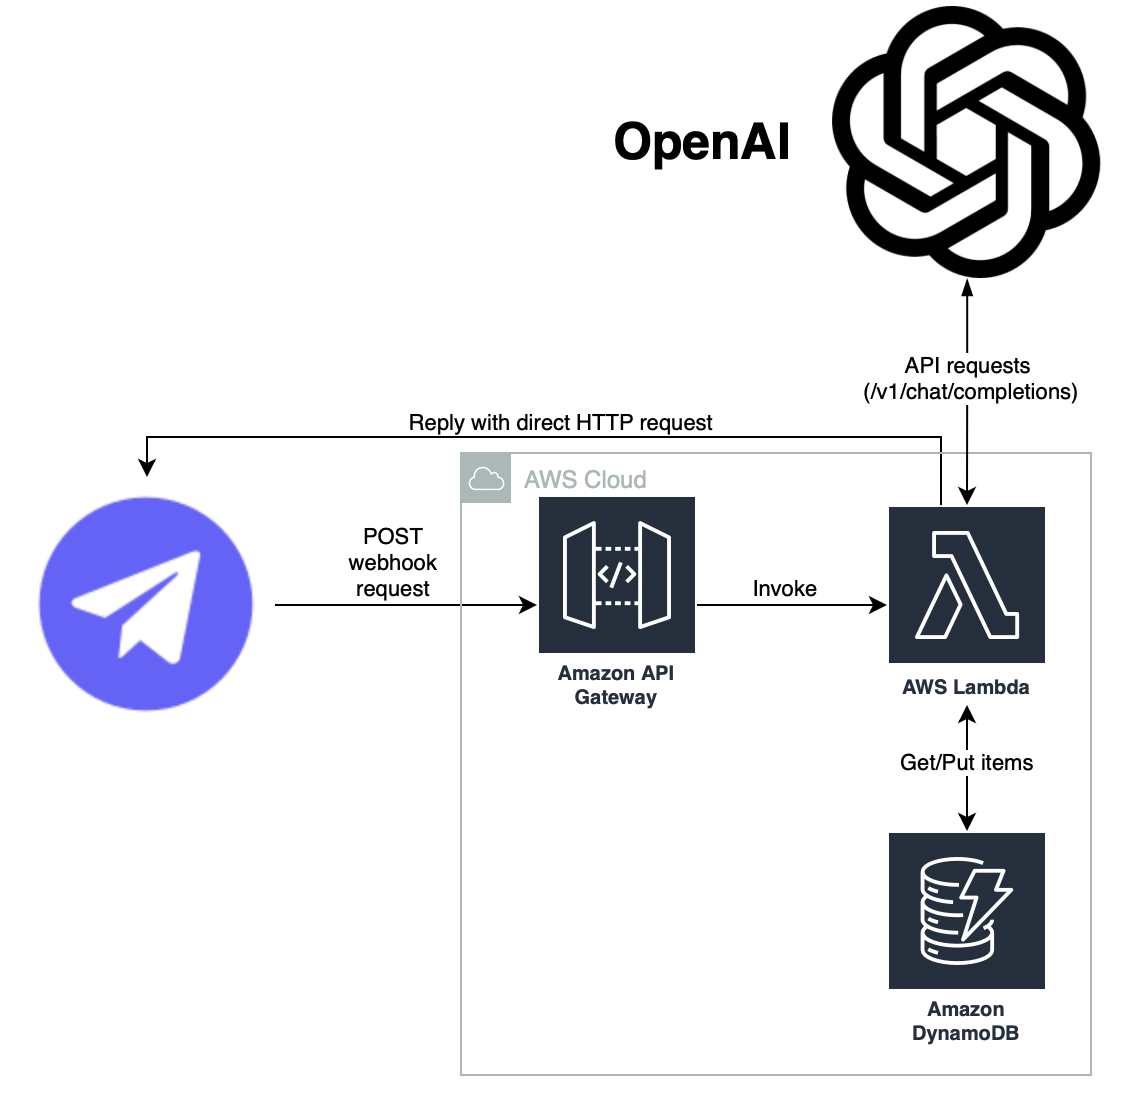 OpenAI
API requests
(/v1/chat/completions)
Reply with direct HTTP request
AWS Cloud
POST
webhook
request
</>
Invoke
Amazon API
Gateway
AWS Lambda
Get/Put items
Amazon
DynamoDB